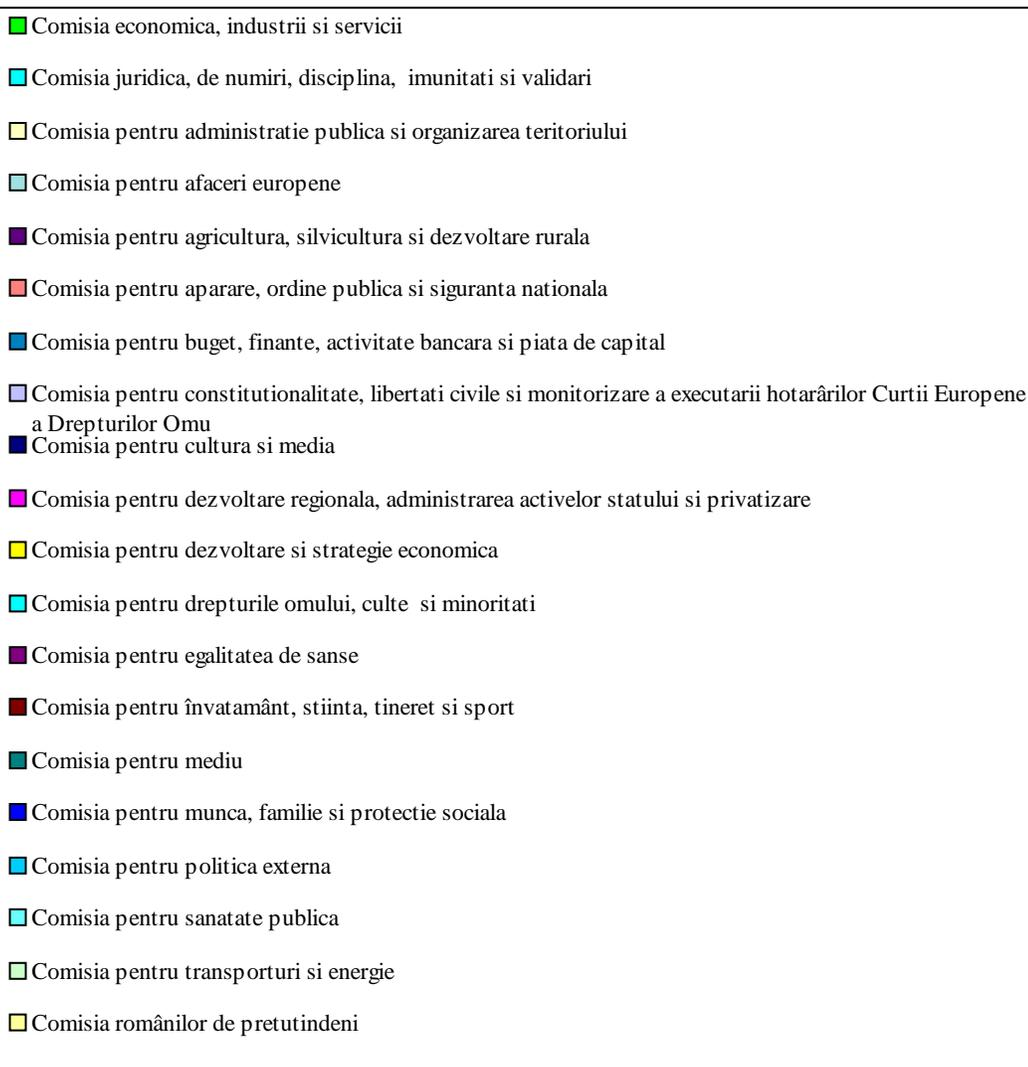 Comisia economica, industrii si servicii
Comisia juridica, de numiri, disciplina, imunitati si validari
Comisia pentru administratie publica si organizarea teritoriului
Comisia pentru afaceri europene
Comisia pentru agricultura, silvicultura si dezvoltare rurala
Comisia pentru aparare, ordine publica si siguranta nationala
Comisia pentru buget, finante, activitate bancara si piata de capital
Comisia pentru constitutionalitate, libertati civile si monitorizare a executarii hotarârilor Curtii Europene
a Drepturilor Omu
Comisia pentru cultura si media
Comisia pentru dezvoltare regionala, administrarea activelor statului si privatizare
Comisia pentru dezvoltare si strategie economica
Comisia pentru drepturile omului, culte si minoritati
Comisia pentru egalitatea de sanse
Comisia pentru învatamânt, stiinta, tineret si sport
Comisia pentru mediu
Comisia pentru munca, familie si protectie sociala
Comisia pentru politica externa
Comisia pentru sanatate publica
Comisia pentru transporturi si energie
Comisia românilor de pretutindeni